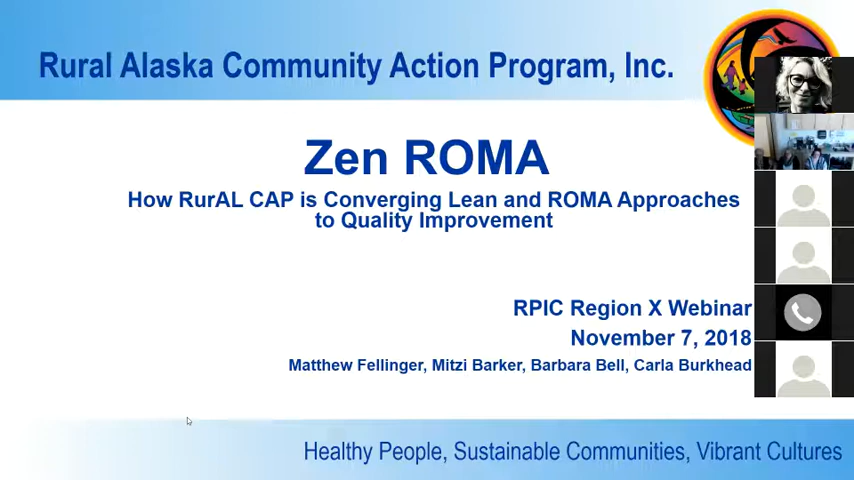 Rural Alaska Community Action Program, Inc.
Zen ROMA
How RurAL CAP is Converging Lean and ROMA Approaches
to Quality Improvement
RPIC Region X Webinar
November 7, 2018
Matthew Fellinger, Mitzi Barker, Barbara Bell, Carla Burkhead
Healthy People, Sustainable Communities, Vibrant Cultures